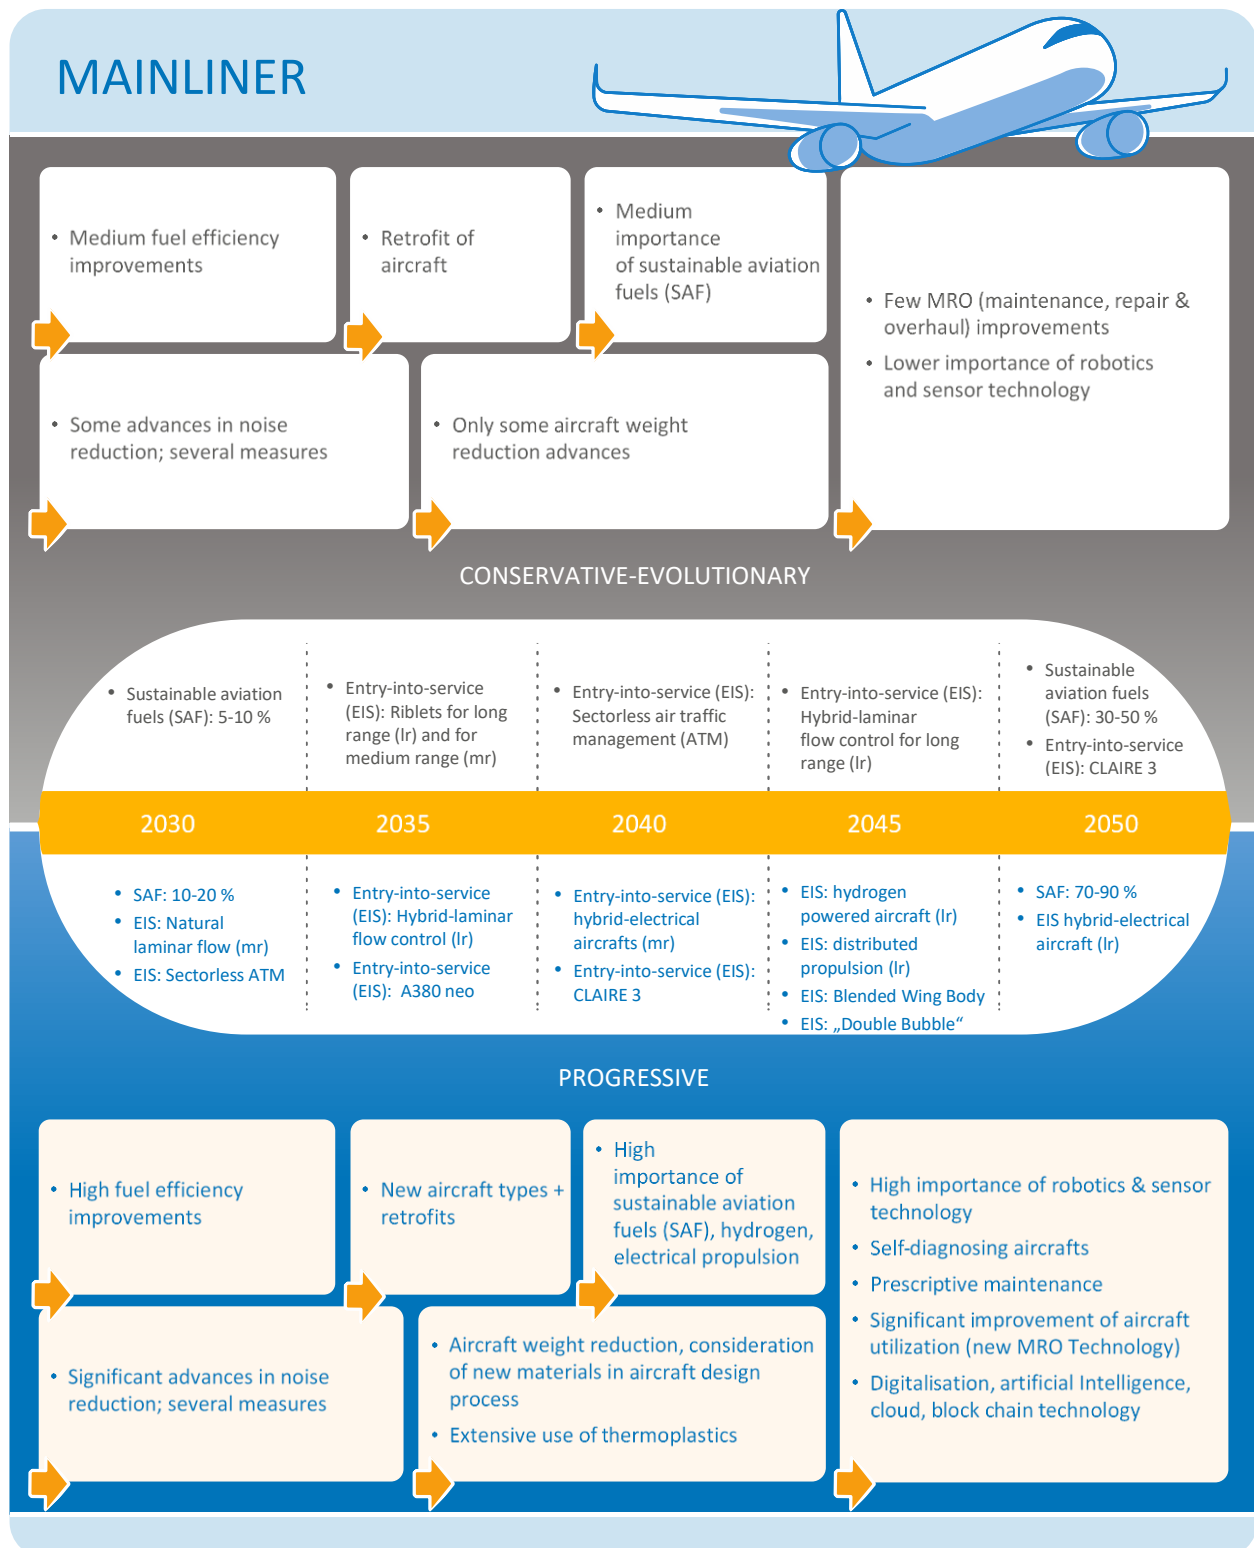 MAINLINER
• Medium fuel efficiency
improvements
• Retrofit of
aircraft
• Medium
importance
of sustainable aviation
fuels (SAF)
• Few MRO (maintenance, repair &
overhaul) improvements
• Lower importance of robotics
and sensor technology
• Some advances in noise
reduction; several measures
• Only some aircraft weight
reduction advances
CONSERVATIVE-EVOLUTIONARY
• Sustainable aviation
fuels (SAF): 5-10 %
• Entry-into-service
(EIS): Riblets for long
range (lr) and for
medium range (mr)
• Entry-into-service (EIS):
Sectorless air traffic
management (ATM)
• Entry-into-service (EIS):
Hybrid-laminar
flow control for long
range (lr)
• Sustainable
aviation fuels
(SAF): 30-50 %
• Entry-into-service
(EIS): CLAIRE 3
2030
2035
2040
2045
2050
• SAF: 10-20 %
• EIS: Natural
laminar flow (mr)
• EIS: Sectorless ATM
• Entry-into-service
(EIS): Hybrid-laminar
flow control (lr)
• Entry-into-service
(EIS): A380 neo
• Entry-into-service (EIS):
hybrid-electrical
aircrafts (mr)
• Entry-into-service (EIS):
CLAIRE 3
• EIS: hydrogen
powered aircraft (lr)
• EIS: distributed
propulsion (lr)
• EIS: Blended Wing Body
• EIS: „Double Bubble“
• SAF: 70-90 %
• EIS hybrid-electrical
aircraft (lr)
PROGRESSIVE
• High fuel efficiency
improvements
• New aircraft types +
retrofits
• High
importance of
sustainable aviation
fuels (SAF), hydrogen,
electrical propulsion
• High importance of robotics & sensor
technology
• Self-diagnosing aircrafts
• Prescriptive maintenance
• Significant improvement of aircraft
utilization (new MRO Technology)
• Digitalisation, artificial Intelligence,
cloud, block chain technology
• Significant advances in noise
reduction; several measures
• Aircraft weight reduction, consideration
of new materials in aircraft design
process
• Extensive use of thermoplastics